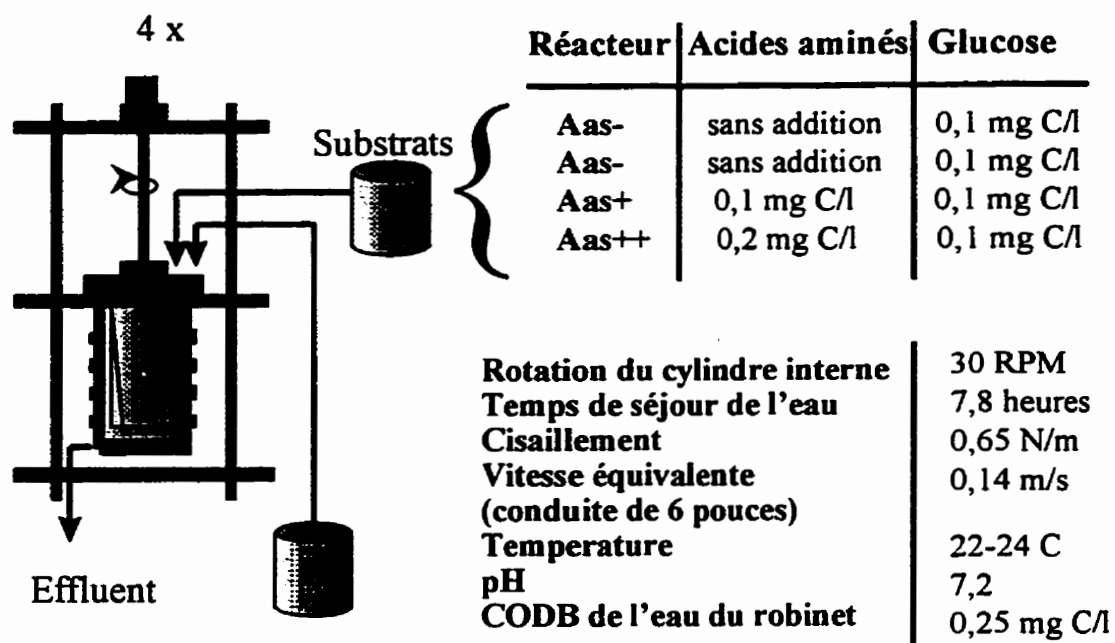 4 x
Réacteur Acides aminés Glucose
Substrats
Aas- sans addition 0,1 mg C/l
Aas- sans addition 0,1 mg C/l
Aas+ 0,1 mg C/l 0,1 mg C/l
Aas++ 0,2 mg C/l 0,1 mg C/l
Rotation du cylindre interne 30 RPM
Temps de séjour de l'eau 7,8 heures
Cisaillement 0,65 N/m
Vitesse équivalente 0,14 m/s
(conduite de 6 pouces)
Temperature 22-24 C
pH 7,2
CODB de l'eau du robinet 0,25 mg C/l
Effluent